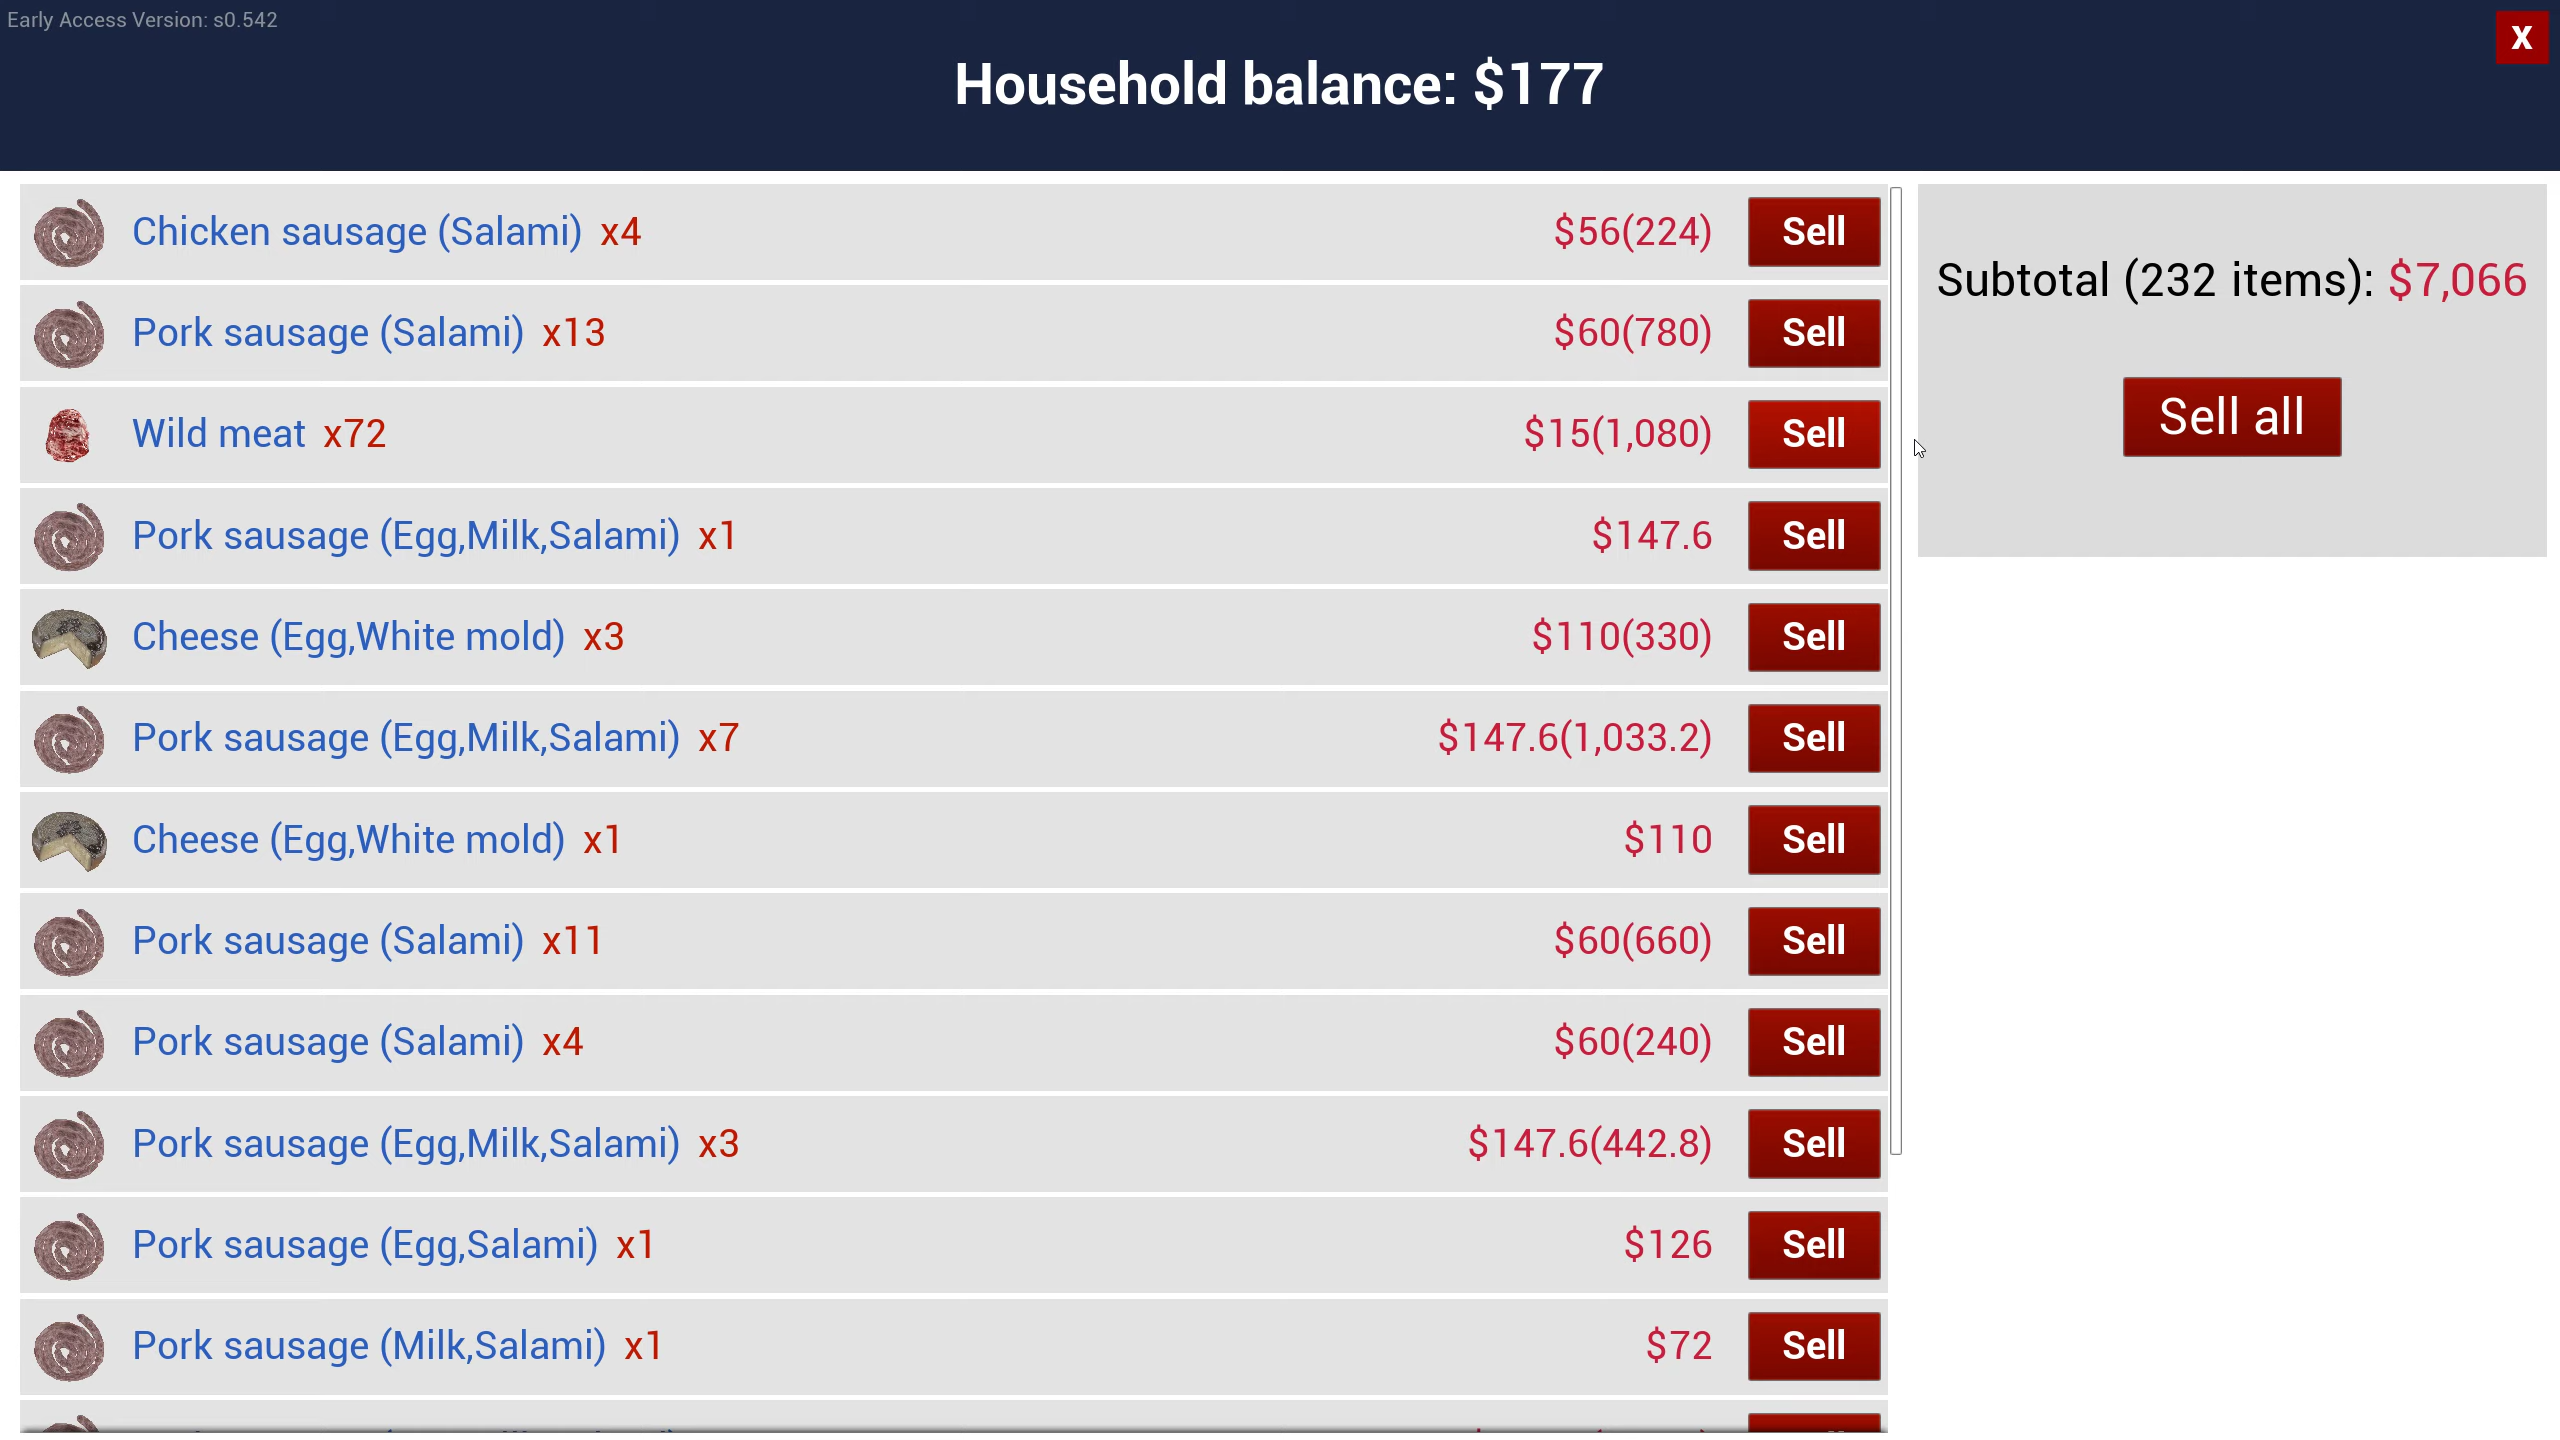 Early Access Version: s0.542
X
Household balance: $177
Chicken sausage (Salami) x4 $56(224) Sell
Pork sausage (Salami) x13 $60(780) Sell
Wild meat x72 $15(1,080) Sell
Pork sausage (Egg,Milk,Salami) x1 $147.6 Sell
Cheese (Egg,White mold) x3 $110(330) Sell
Pork sausage (Egg,Milk,Salami) x7 $147.6(1,033.2) Sell
Cheese (Egg,White mold) x1 $110 Sell
Pork sausage (Salami) x11 $60(660) Sell
Pork sausage (Salami) x4 $60(240) Sell
Pork sausage (Egg,Milk,Salami) x3 $147.6(442.8) Sell
Pork sausage (Egg,Salami) x1 $126 Sell
Pork sausage (Milk,Salami) x1 $72 Sell
Subtotal (232 items): $7,066
Sell all